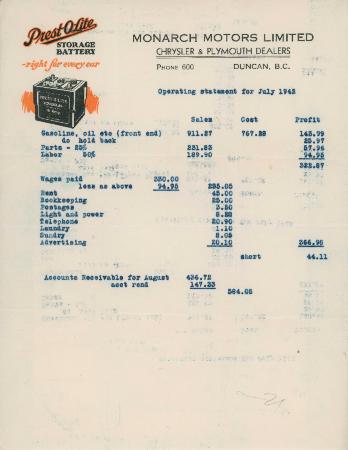 Prest-O-Lite
STORAGE
BATTERY
-right for every car
MONARCH MOTORS LIMITED
CHRYSLER & PLYMOUTH DEALERS
PHONE 600 DUNCAN, B.C.
Operating statement for July 1942
Sales Cost Profit
Gasoline, oil etc (front end) 911.27 767.28 143.99
do hold back 25.97
Parts - 25% 231.83 57.96
Labor 50% 189.90 94.95
322.87
Wages paid 330.00
less as above 94.95 235.05
Rent 45.00
Bookkeeping 25.00
Postages 3.50
Light and power 8.28
Telephone 20.90
Laundry 1.10
Sundry 8.05
Advertising 20.10 366.98
short 44.11
Accounts Receivable for August 436.72
acct rend 147.33
584.05